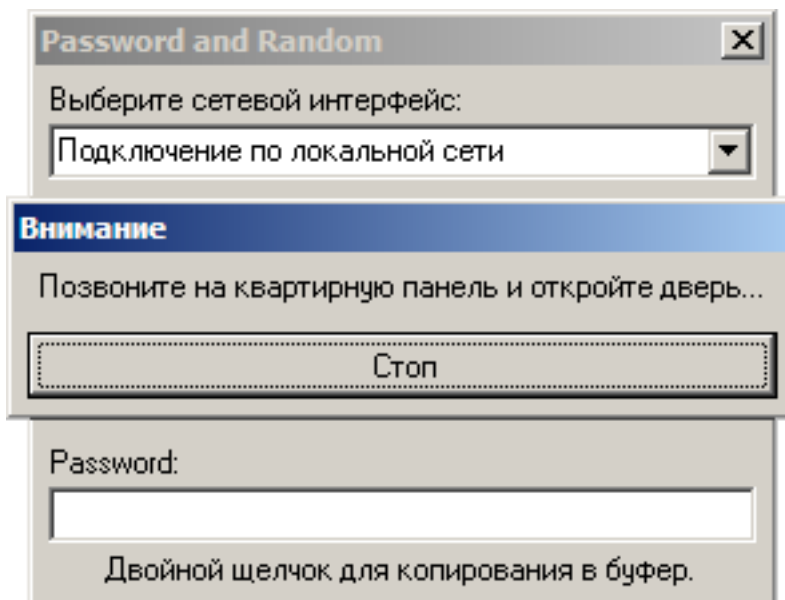 Password and Random
Выберите сетевой интерфейс:
Подключение по локальной сети
Внимание
Позвоните на квартирную панель и откройте дверь...
Стоп
Password:
Двойной щелчок для копирования в буфер.